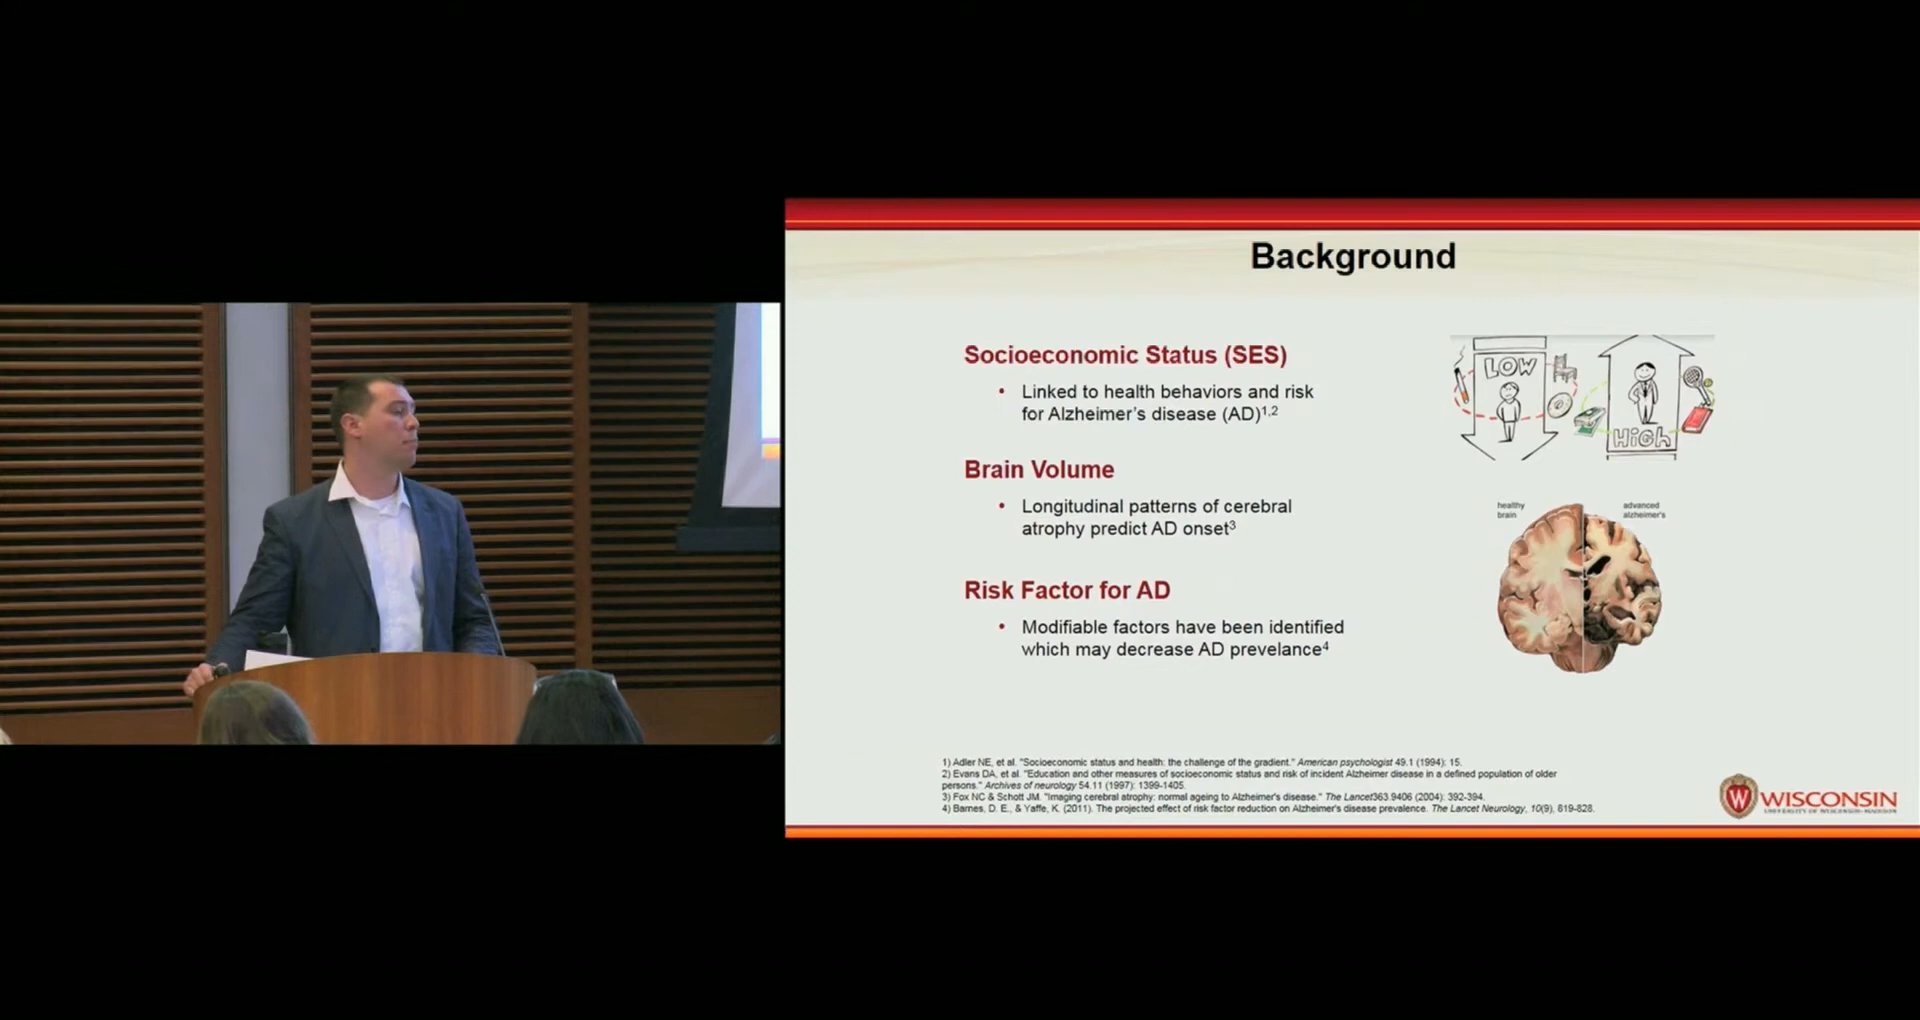 Background
Socioeconomic Status (SES)
• Linked to health behaviors and risk
for Alzheimer's disease (AD)1,2
LOW
HIGH
Brain Volume
• Longitudinal patterns of cerebral
atrophy predict AD onset3
healthy
brain
advanced
alzheimer's
Risk Factor for AD
• Modifiable factors have been identified
which may decrease AD prevelance4
1) Adler NE, et al. "Socioeconomic status and health: the challenge of the gradient." American psychologist 49.1 (1994): 15.
2) Evans DA, et al. "Education and other measures of socioeconomic status and risk of incident Alzheimer disease in a defined population of older
persons." Archives of neurology 54.11 (1997): 1399-1405.
3) Fox NC & Schott JM. "Imaging cerebral atrophy: normal ageing to Alzheimer's disease." The Lancet363.9406 (2004): 392-394.
4) Barnes, D. E., & Yaffe, K. (2011). The projected effect of risk factor reduction on Alzheimer's disease prevalence. The Lancet Neurology, 10(9), 819-828.
W WISCONSIN
UNIVERSITY OF WISCONSIN-MADISON